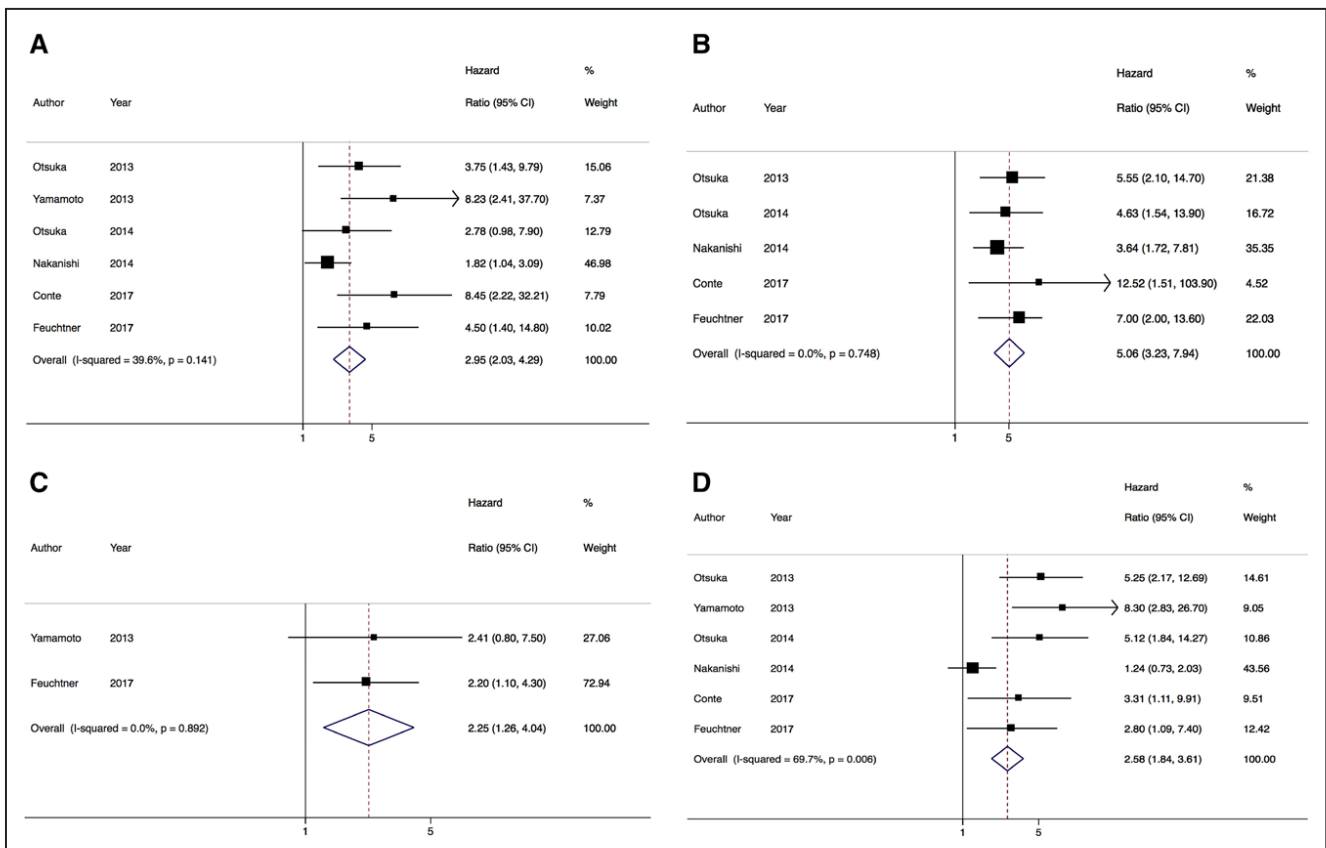 A
Hazard %
Author Year Ratio (95% CI) Weight
Otsuka 2013 3.75 (1.43, 9.79) 15.06
Yamamoto 2013 8.23 (2.41, 37.70) 7.37
Otsuka 2014 2.78 (0.98, 7.90) 12.79
Nakanishi 2014 1.82 (1.04, 3.09) 46.98
Conte 2017 8.45 (2.22, 32.21) 7.79
Feuchtner 2017 4.50 (1.40, 14.80) 10.02
Overall (I-squared = 39.6%, p = 0.141) 2.95 (2.03, 4.29) 100.00
1 5
B
Hazard %
Author Year Ratio (95% CI) Weight
Otsuka 2013 5.55 (2.10, 14.70) 21.38
Otsuka 2014 4.63 (1.54, 13.90) 16.72
Nakanishi 2014 3.64 (1.72, 7.81) 35.35
Conte 2017 12.52 (1.51, 103.90) 4.52
Feuchtner 2017 7.00 (2.00, 13.60) 22.03
Overall (I-squared = 0.0%, p = 0.748) 5.06 (3.23, 7.94) 100.00
1 5
C
Hazard %
Author Year Ratio (95% CI) Weight
Yamamoto 2013 2.41 (0.80, 7.50) 27.06
Feuchtner 2017 2.20 (1.10, 4.30) 72.94
Overall (I-squared = 0.0%, p = 0.892) 2.25 (1.26, 4.04) 100.00
1 5
D
Hazard %
Author Year Ratio (95% CI) Weight
Otsuka 2013 5.25 (2.17, 12.69) 14.61
Yamamoto 2013 8.30 (2.83, 26.70) 9.05
Otsuka 2014 5.12 (1.84, 14.27) 10.86
Nakanishi 2014 1.24 (0.73, 2.03) 43.56
Conte 2017 3.31 (1.11, 9.91) 9.51
Feuchtner 2017 2.80 (1.09, 7.40) 12.42
Overall (I-squared = 69.7%, p = 0.006) 2.58 (1.84, 3.61) 100.00
1 5